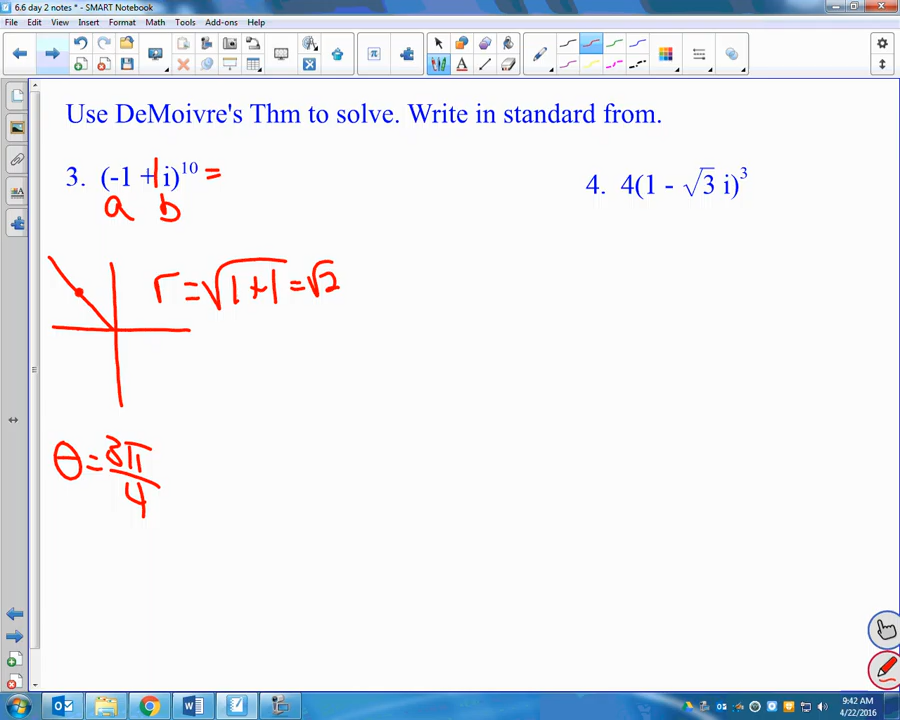 6.6 day 2 notes * - SMART Notebook
File Edit View Insert Format Math Tools Add-ons Help
Use DeMoivre's Thm to solve. Write in standard from.
3. (-1 + 1i)¹⁰ =
a b
4. 4(1 - √3 i)³
r = √1+1 = √2
θ = 3π/4
9:42 AM
4/22/2016